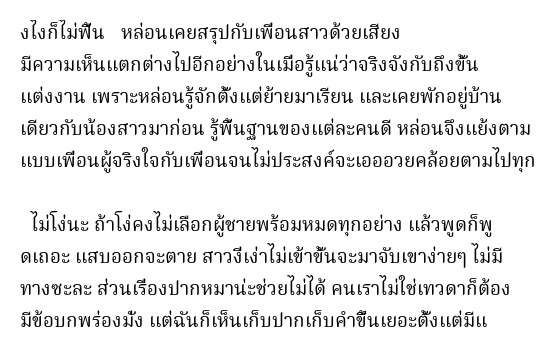 งไงก็ไม่ฟื้น หล่อนเคยสรุปกับเพื่อนสาวด้วยเสียง
มีความเห็นแตกต่างไปอีกอย่างในเมื่อรู้แน่ว่าจริงจังกับถึงขั้น
แต่งงาน เพราะหล่อนรู้จักตั้งแต่ย้ายมาเรียน และเคยพักอยู่บ้าน
เดียวกับน้องสาวมาก่อน รู้พื้นฐานของแต่ละคนดี หล่อนจึงแย้งตาม
แบบเพื่อนผู้จริงใจกับเพื่อนจนไม่ประสงค์จะเอออวยคล้อยตามไปทุก
ไม่โง่นะ ถ้าโง่คงไม่เลือกผู้ชายพร้อมหมดทุกอย่าง แล้วพูดก็พู
ดเถอะ แสบออกจะตาย สาวงี่เง่าไม่เข้าขั้นจะมาจับเขาง่ายๆ ไม่มี
ทางซะละ ส่วนเรื่องปากหมาน่ะช่วยไม่ได้ คนเราไม่ใช่เทวดาก็ต้อง
มีข้อบกพร่องมั่ง แต่ฉันก็เห็นเก็บปากเก็บคำขึ้นเยอะตั้งแต่มีแ